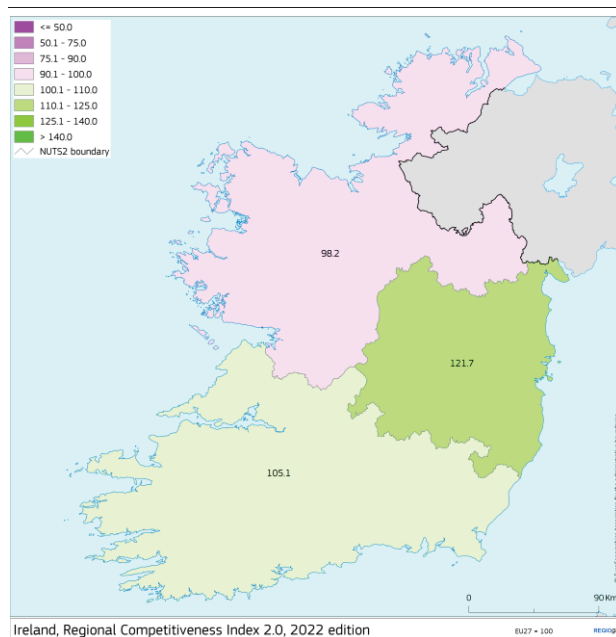 <= 50.0
50.1 - 75.0
75.1 - 90.0
90.1 - 100.0
100.1 - 110.0
110.1 - 125.0
125.1 - 140.0
> 140.0
NUTS2 boundary
98.2
121.7
105.1
0 90 Km
Ireland, Regional Competitiveness Index 2.0, 2022 edition
EU27 = 100